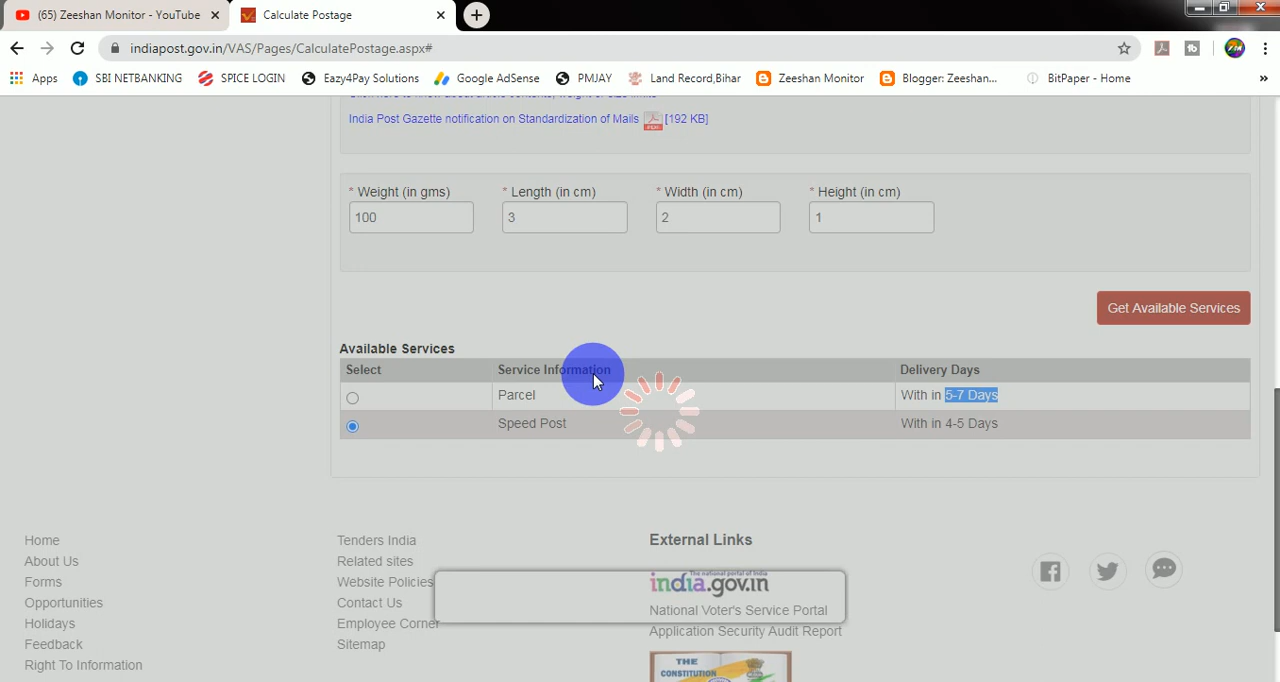 (65) Zeeshan Monitor - YouTube
Calculate Postage
indiapost.gov.in/VAS/Pages/CalculatePostage.aspx#
Apps
SBI NETBANKING
SPICE LOGIN
Eazy4Pay Solutions
Google AdSense
PMJAY
Land Record,Bihar
Zeeshan Monitor
Blogger: Zeeshan...
BitPaper - Home
»
India Post Gazette notification on Standardization of Mails [192 KB]
* Weight (in gms) * Length (in cm) * Width (in cm) * Height (in cm)
100 3 2 1
Get Available Services
Available Services
Select Service Information Delivery Days
Parcel With in 5-7 Days
Speed Post With in 4-5 Days
Home
About Us
Forms
Opportunities
Holidays
Feedback
Right To Information
Tenders India
Related sites
Website Policies
Contact Us
Employee Corner
Sitemap
External Links
The national portal of India
india.gov.in
National Voter's Service Portal
Application Security Audit Report
THE
CONSTITUTION